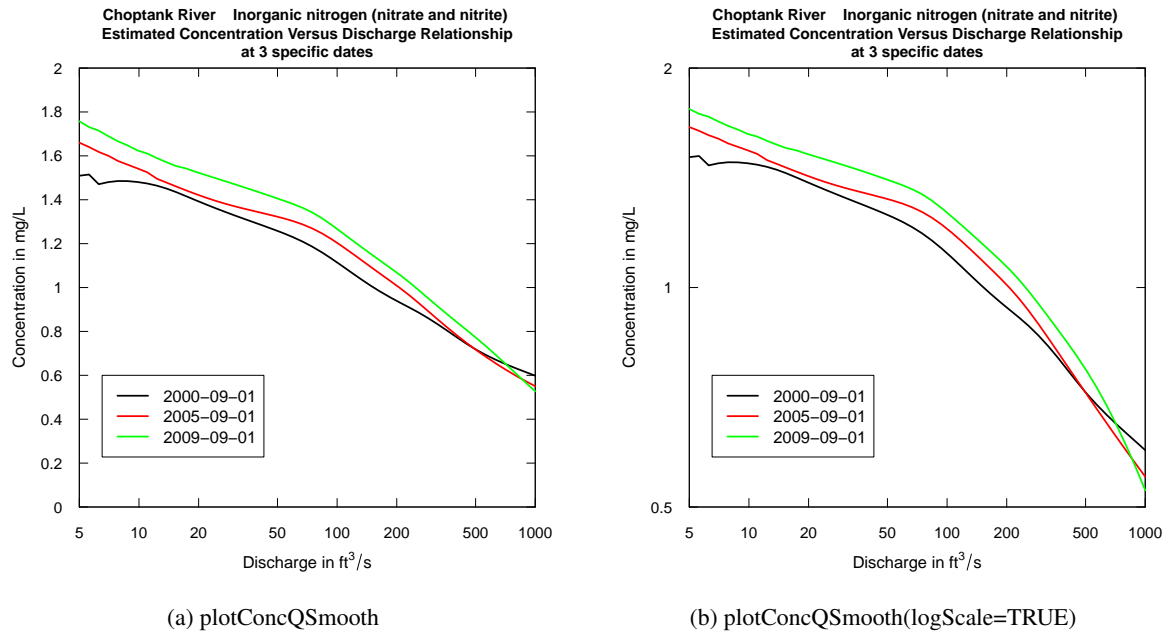 Choptank River Inorganic nitrogen (nitrate and nitrite)
Estimated Concentration Versus Discharge Relationship
at 3 specific dates
2
1.8
1.6
1.4
1.2
1
0.8
0.6
0.4
0.2
0
Concentration in mg/L
2000−09−01
2005−09−01
2009−09−01
5 10 20 50 100 200 500 1000
Discharge in ft³/s
(a) plotConcQSmooth
Choptank River Inorganic nitrogen (nitrate and nitrite)
Estimated Concentration Versus Discharge Relationship
at 3 specific dates
2
1
0.5
Concentration in mg/L
2000−09−01
2005−09−01
2009−09−01
5 10 20 50 100 200 500 1000
Discharge in ft³/s
(b) plotConcQSmooth(logScale=TRUE)